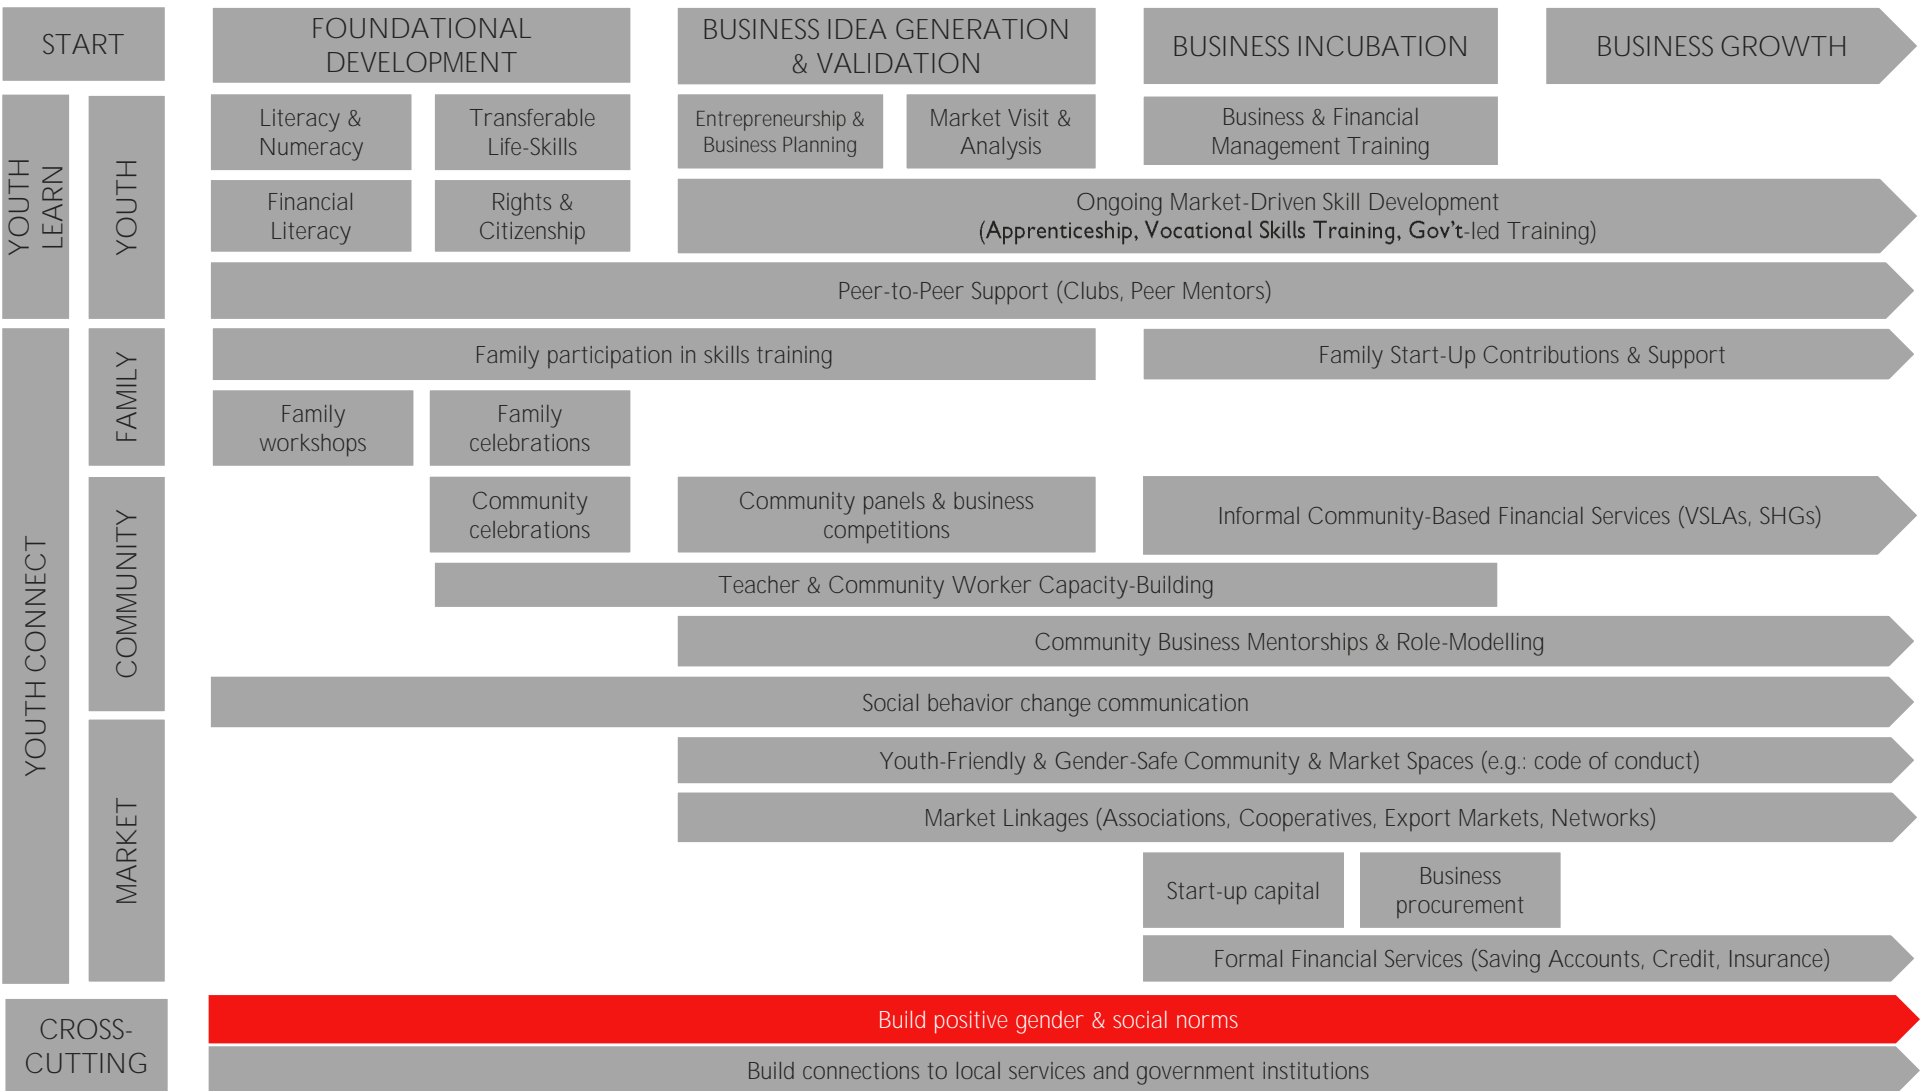 START
FOUNDATIONAL
DEVELOPMENT
BUSINESS IDEA GENERATION
& VALIDATION
BUSINESS INCUBATION
BUSINESS GROWTH
YOUTH
LEARN
YOUTH
Literacy &
Numeracy
Transferable
Life-Skills
Entrepreneurship &
Business Planning
Market Visit &
Analysis
Business & Financial
Management Training
Financial
Literacy
Rights &
Citizenship
Ongoing Market-Driven Skill Development
(Apprenticeship, Vocational Skills Training, Gov't-led Training)
Peer-to-Peer Support (Clubs, Peer Mentors)
YOUTH CONNECT
FAMILY
Family participation in skills training
Family Start-Up Contributions & Support
Family
workshops
Family
celebrations
COMMUNITY
Community
celebrations
Community panels & business
competitions
Informal Community-Based Financial Services (VSLAs, SHGs)
Teacher & Community Worker Capacity-Building
Community Business Mentorships & Role-Modelling
Social behavior change communication
MARKET
Youth-Friendly & Gender-Safe Community & Market Spaces (e.g.: code of conduct)
Market Linkages (Associations, Cooperatives, Export Markets, Networks)
Start-up capital
Business
procurement
Formal Financial Services (Saving Accounts, Credit, Insurance)
CROSS-
CUTTING
Build positive gender & social norms
Build connections to local services and government institutions